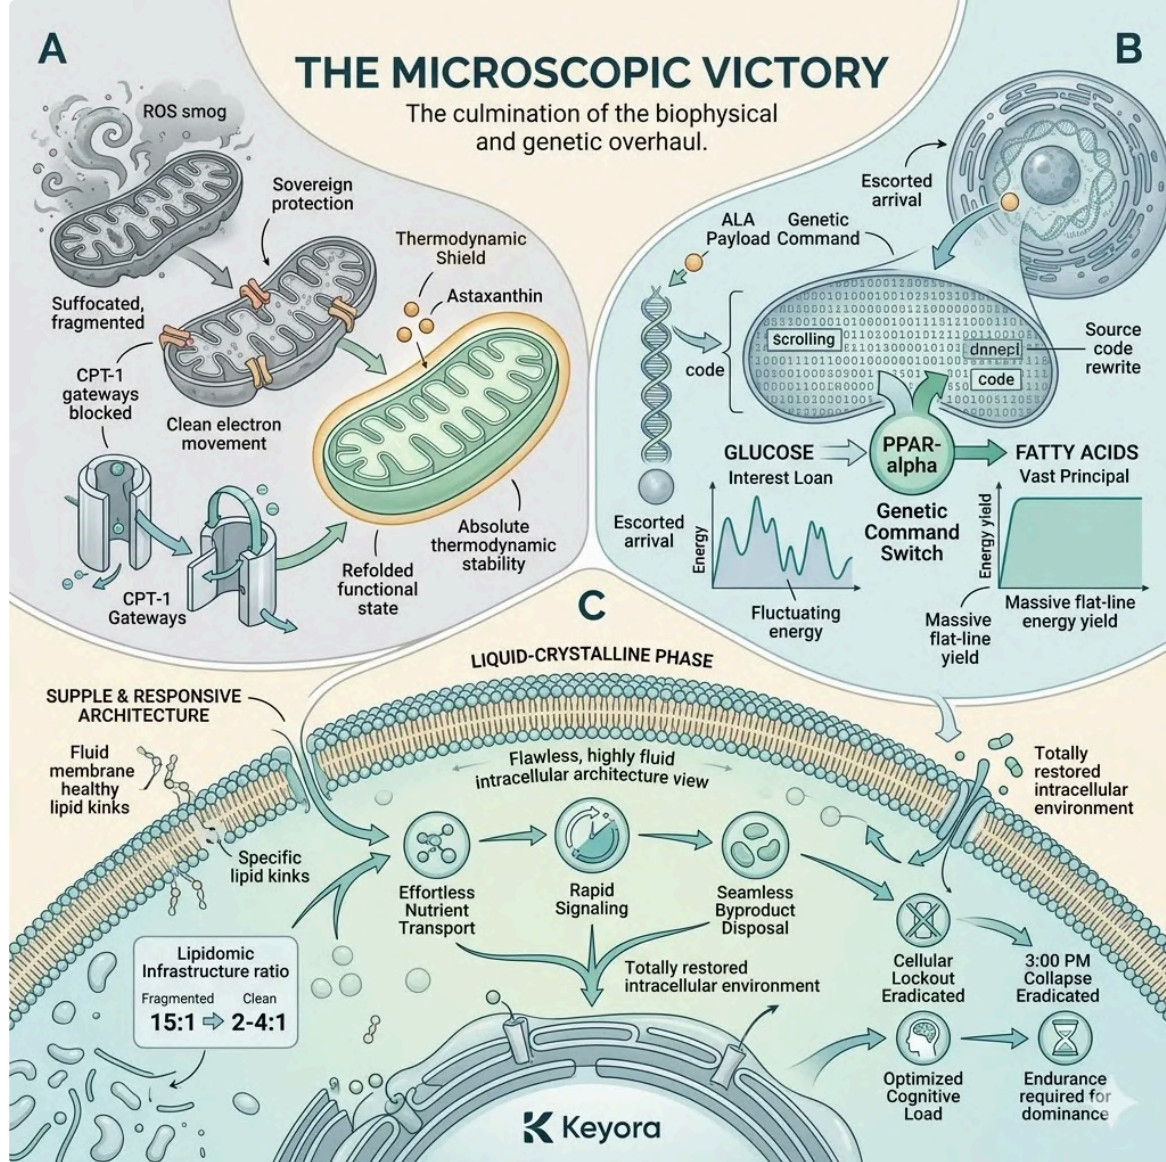 A
B
THE MICROSCOPIC VICTORY
The culmination of the biophysical
and genetic overhaul.
ROS smog
Sovereign
protection
Thermodynamic
Shield
Astaxanthin
Suffocated,
fragmented
CPT-1
gateways
blocked
Clean electron
movement
CPT-1
Gateways
Refolded
functional
state
Absolute
thermodynamic
stability
Escorted
arrival
ALA
Payload
Genetic
Command
scrolling
code
dnnepl
code
Source
code
rewrite
GLUCOSE
Interest Loan
PPAR-
alpha
FATTY ACIDS
Vast Principal
Genetic
Command
Switch
Escorted
arrival
Energy
Fluctuating
energy
Energy yield
Massive flat-line
energy yield
Massive
flat-line
yield
C
LIQUID-CRYSTALLINE PHASE
SUPPLE & RESPONSIVE
ARCHITECTURE
Fluid
membrane
healthy
lipid kinks
Flawless, highly fluid
intracellular architecture view
Totally
restored
intracellular
environment
Specific
lipid kinks
Effortless
Nutrient
Transport
Rapid
Signaling
Seamless
Byproduct
Disposal
Lipidomic
Infrastructure ratio
Fragmented Clean
15:1 ⇒ 2-4:1
Totally restored
intracellular environment
Cellular
Lockout
Eradicated
3:00 PM
Collapse
Eradicated
Optimized
Cognitive
Load
Endurance
required for
dominance
Keyora